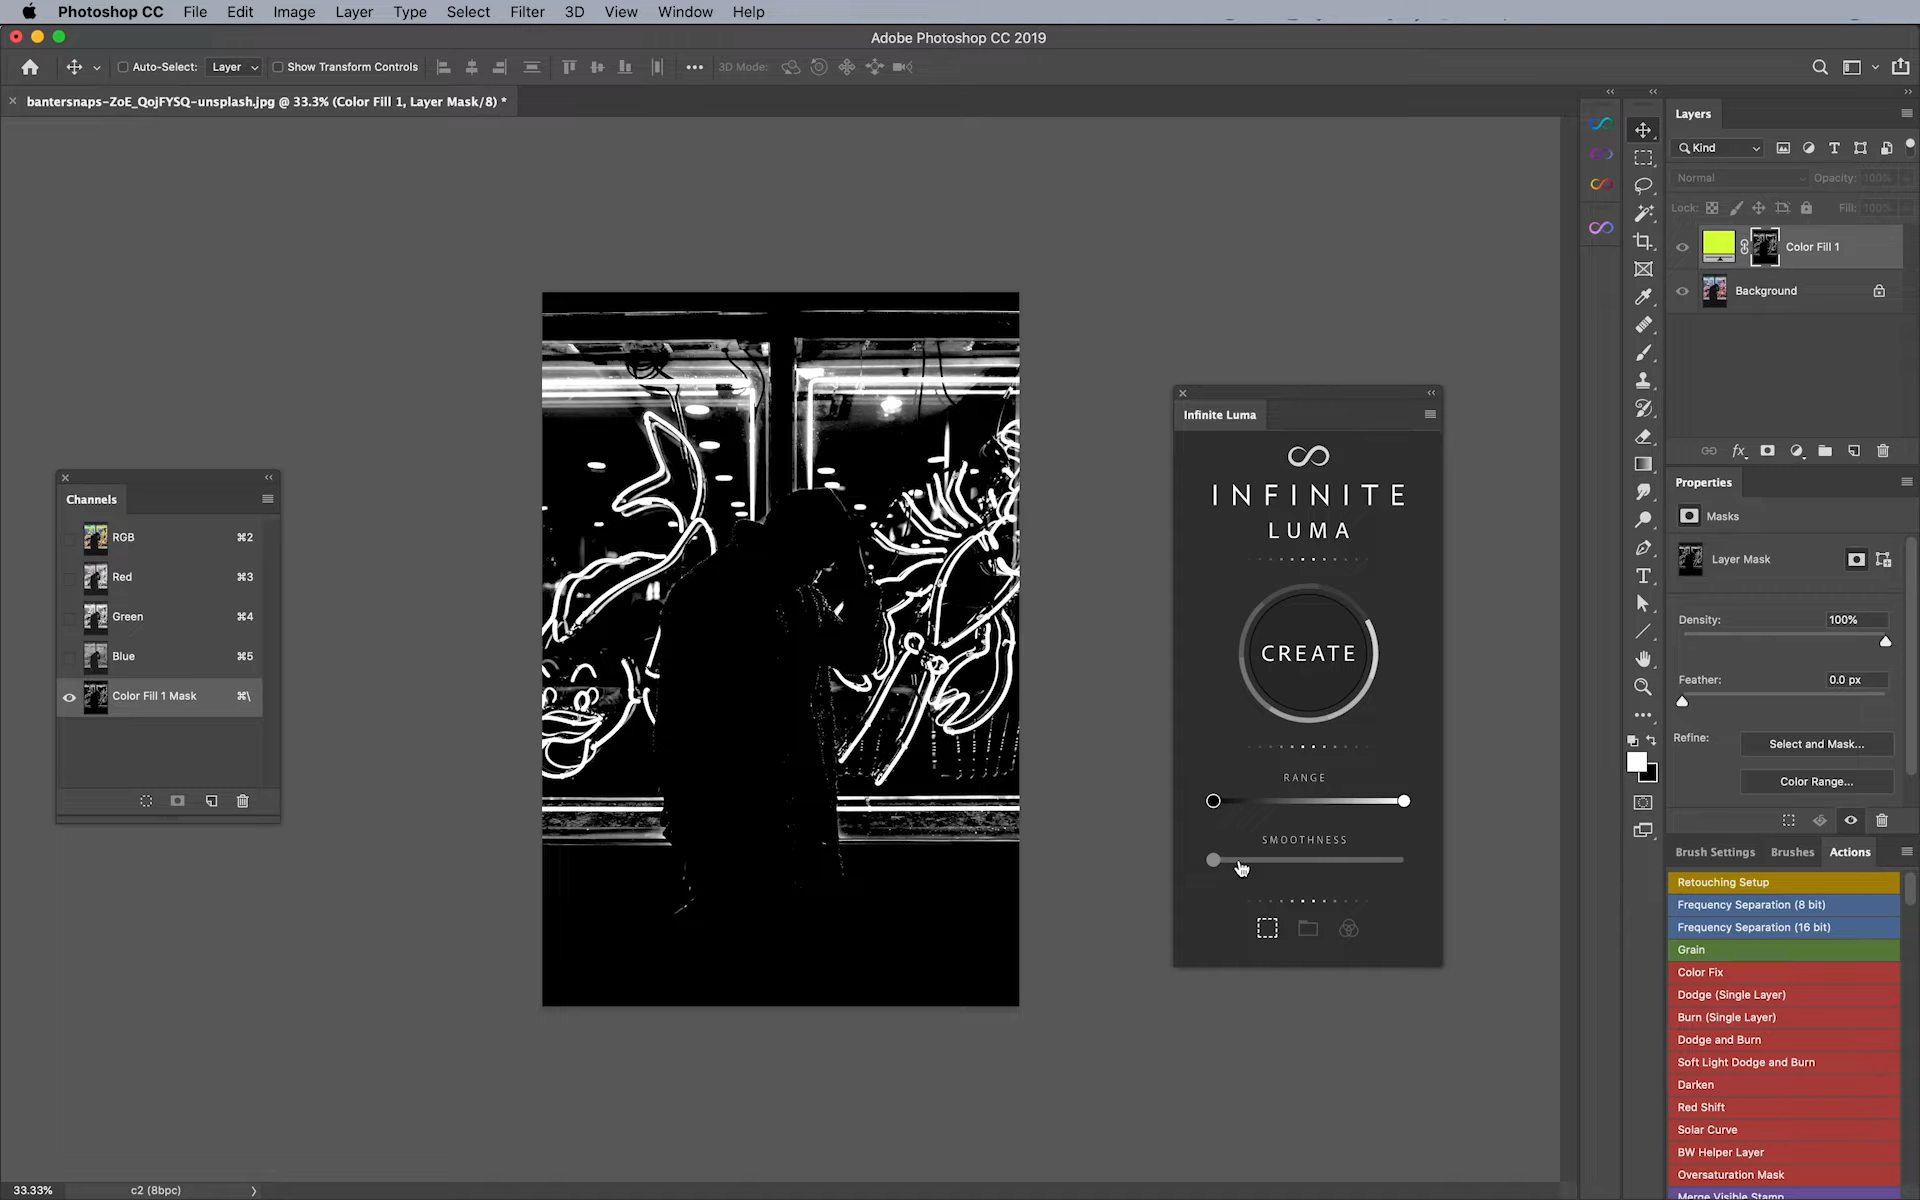 Photoshop CC File Edit Image Layer Type Select Filter 3D View Window Help
Adobe Photoshop CC 2019
Auto-Select: Layer Show Transform Controls 3D Mode:
bantersnaps-ZoE_QojFYSQ-unsplash.jpg @ 33.3% (Color Fill 1, Layer Mask/8) *
Layers
Kind
Normal Opacity: 100%
Lock: Fill: 100%
Color Fill 1
Background
Channels
RGB ⌘2
Red ⌘3
Green ⌘4
Blue ⌘5
Color Fill 1 Mask ⌘\
Infinite Luma
INFINITE
LUMA
CREATE
RANGE
SMOOTHNESS
Properties
Masks
Layer Mask
Density: 100%
Feather: 0.0 px
Refine: Select and Mask...
Color Range...
Brush Settings Brushes Actions
Retouching Setup
Frequency Separation (8 bit)
Frequency Separation (16 bit)
Grain
Color Fix
Dodge (Single Layer)
Burn (Single Layer)
Dodge and Burn
Soft Light Dodge and Burn
Darken
Red Shift
Solar Curve
BW Helper Layer
Oversaturation Mask
Merge Visible Stamp
33.33% c2 (8bpc)